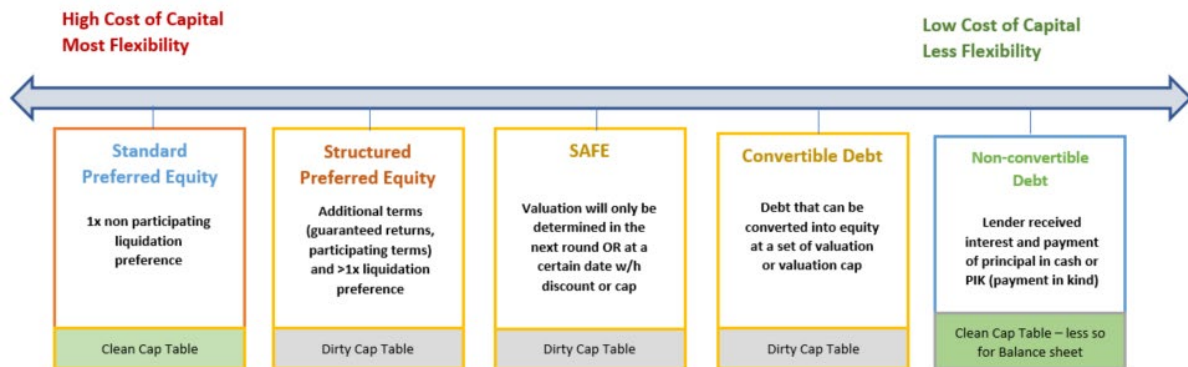 High Cost of Capital
Most Flexibility
Low Cost of Capital
Less Flexibility
Standard
Preferred Equity
1x non participating
liquidation
preference
Clean Cap Table
Structured
Preferred Equity
Additional terms
(guaranteed returns,
participating terms)
and >1x liquidation
preference
Dirty Cap Table
SAFE
Valuation will only be
determined in the
next round OR at a
certain date w/h
discount or cap
Dirty Cap Table
Convertible Debt
Debt that can be
converted into equity
at a set of valuation
or valuation cap
Dirty Cap Table
Non-convertible
Debt
Lender received
interest and payment
of principal in cash or
PIK (payment in kind)
Clean Cap Table – less so
for Balance sheet